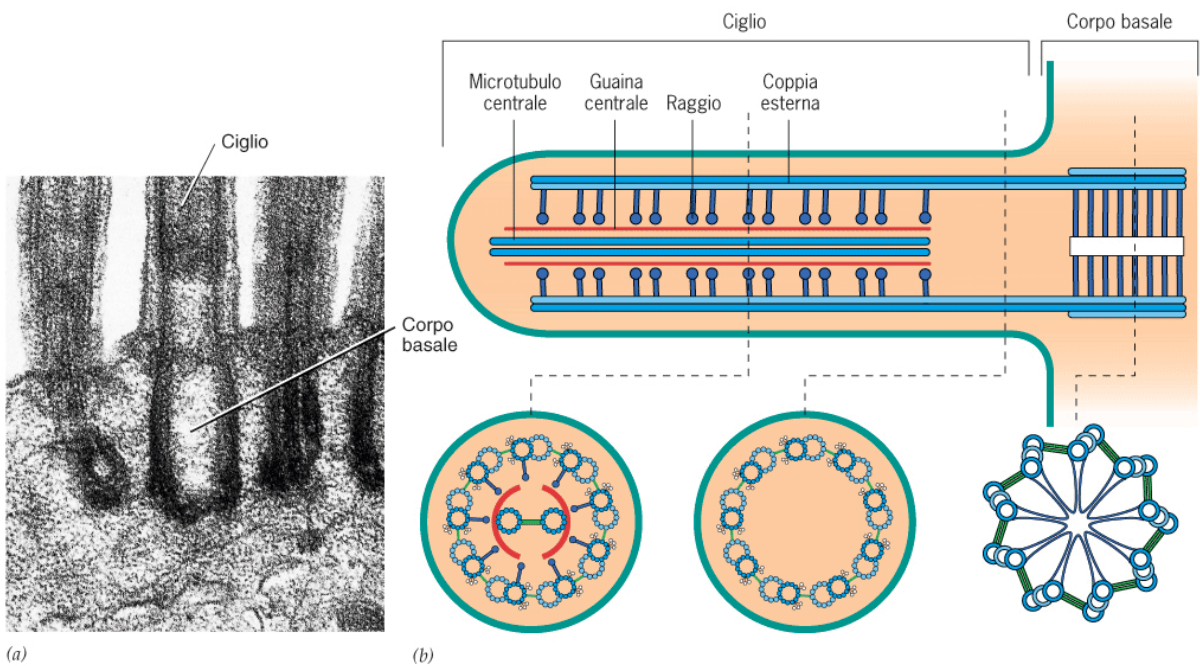 Ciglio
Corpo basale
Microtubulo
centrale
Guaina
centrale
Raggio
Coppia
esterna
Ciglio
Corpo
basale
(a)
(b)